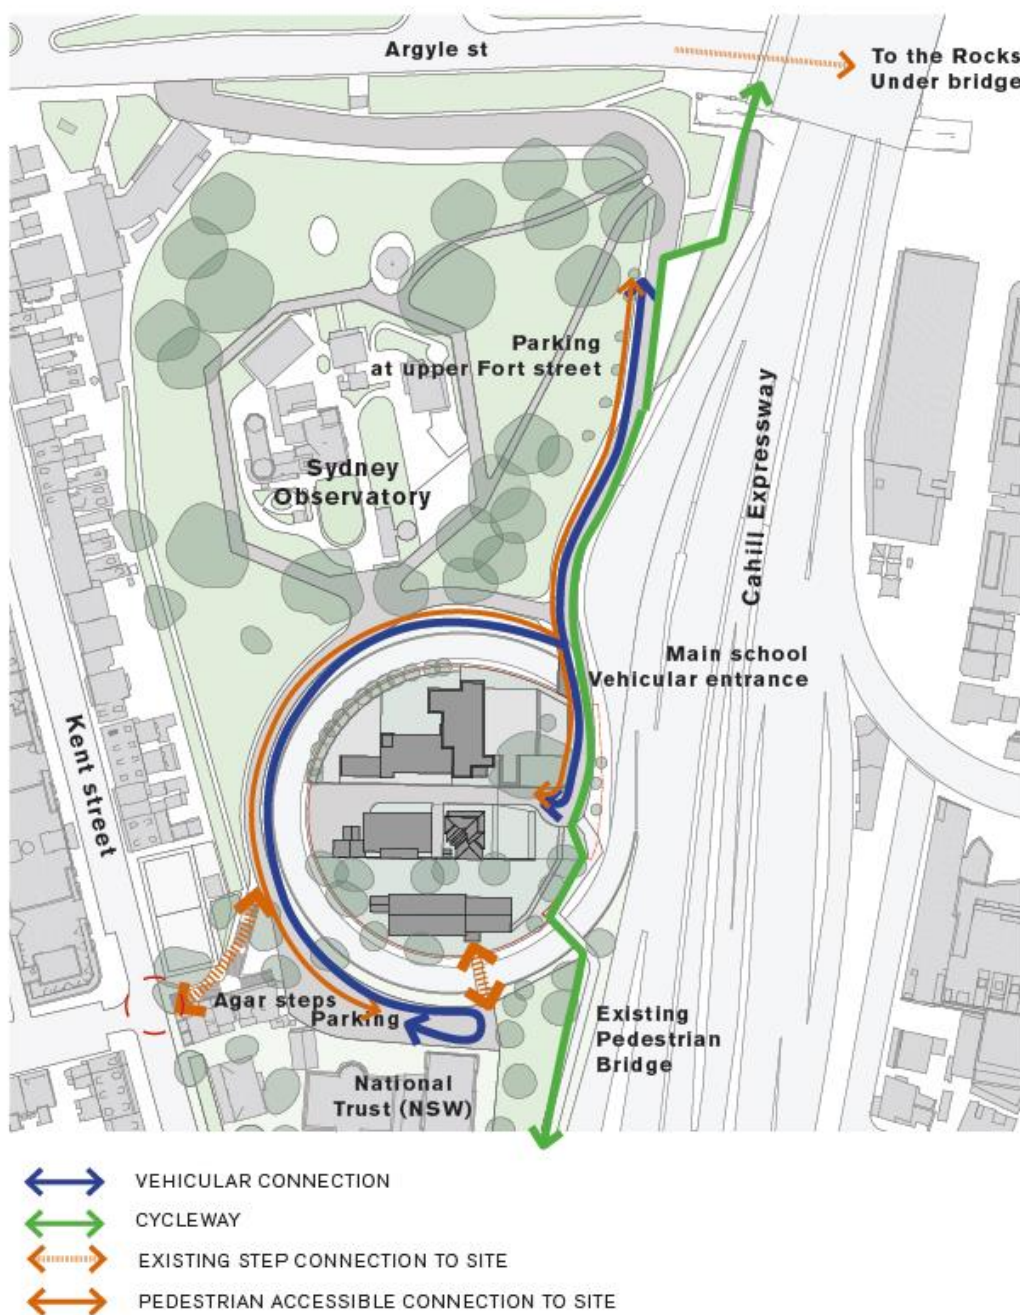 Argyle st
To the Rocks
Under bridge
Parking
at upper Fort street
Cahill Expressway
Sydney
Observatory
Main school
Vehicular entrance
Kent street
Agar steps
Parking
Existing
Pedestrian
Bridge
National
Trust (NSW)
VEHICULAR CONNECTION
CYCLEWAY
EXISTING STEP CONNECTION TO SITE
PEDESTRIAN ACCESSIBLE CONNECTION TO SITE